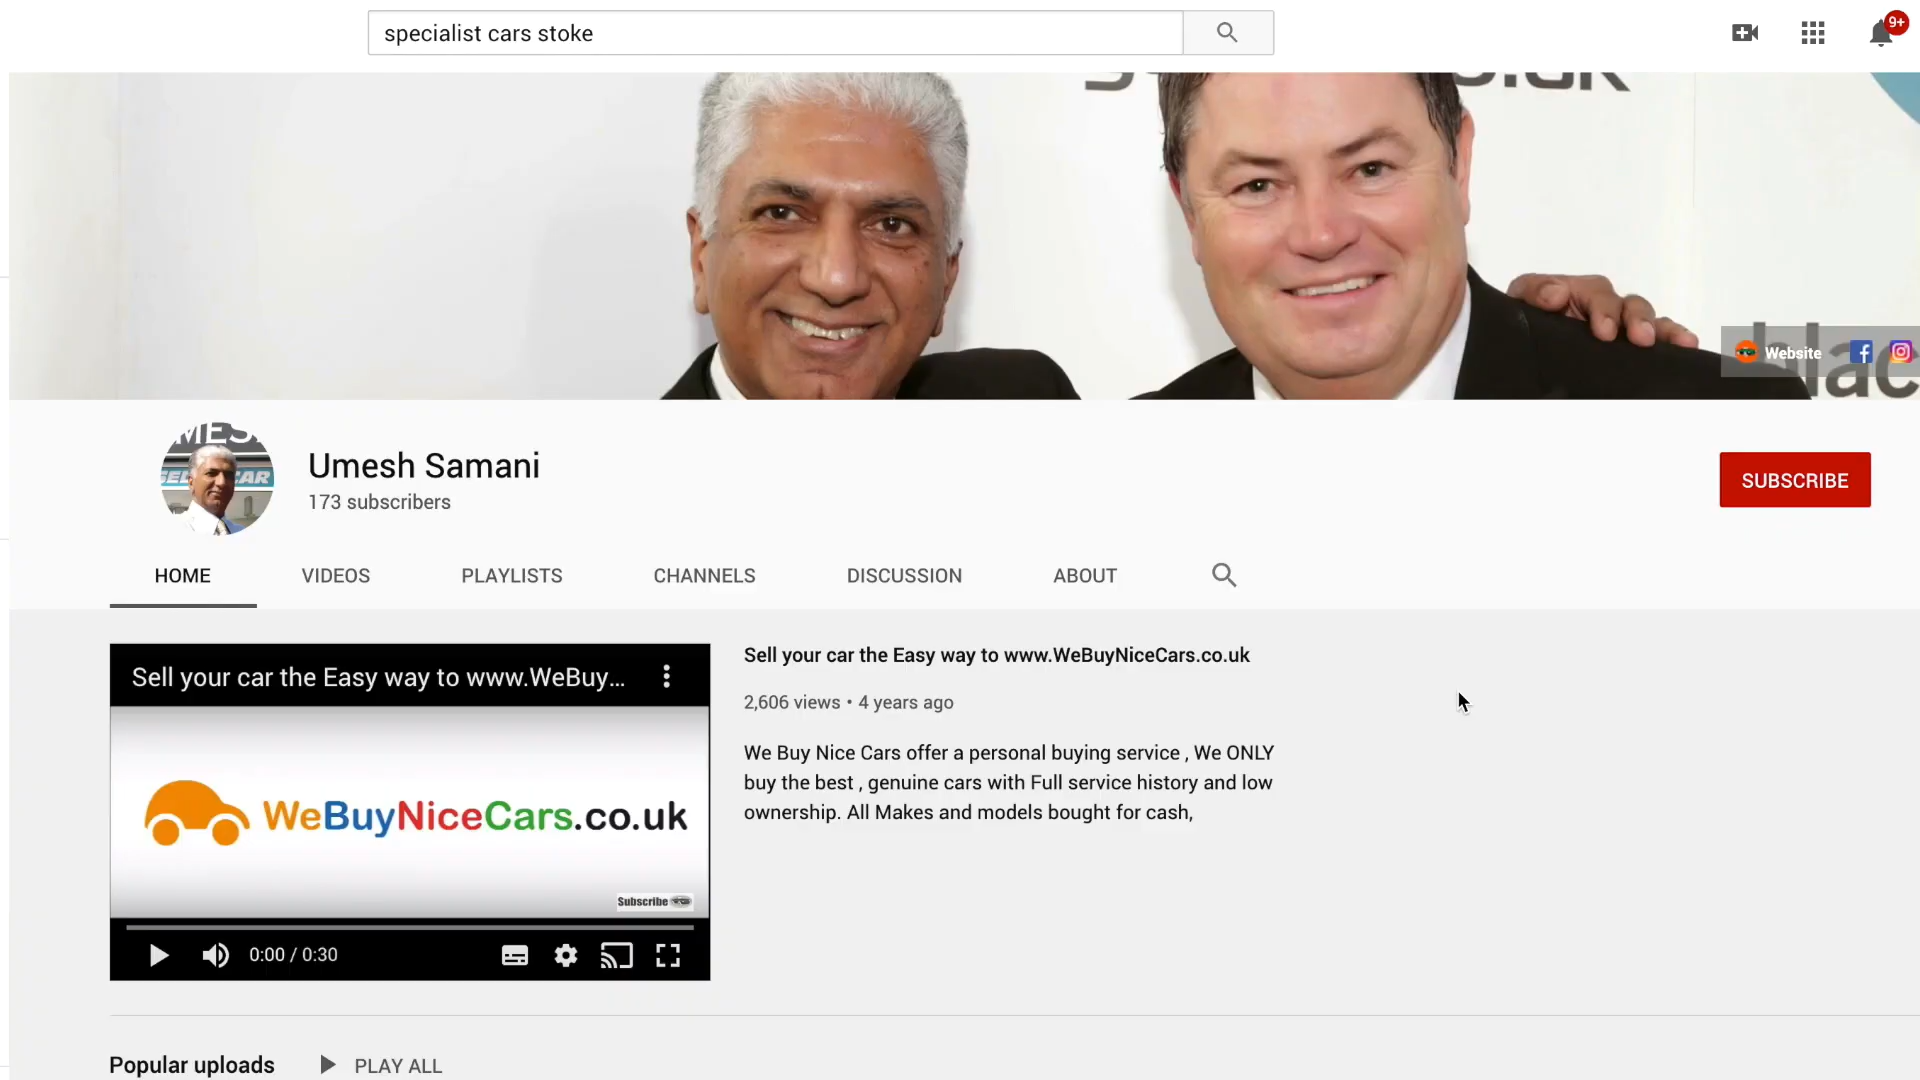 specialist cars stoke
9+
Website
Umesh Samani
173 subscribers
SUBSCRIBE
HOME
VIDEOS
PLAYLISTS
CHANNELS
DISCUSSION
ABOUT
Sell your car the Easy way to www.WeBuy...
WeBuyNiceCars.co.uk
Subscribe
0:00 / 0:30
Sell your car the Easy way to www.WeBuyNiceCars.co.uk
2,606 views • 4 years ago
We Buy Nice Cars offer a personal buying service , We ONLY
buy the best , genuine cars with Full service history and low
ownership. All Makes and models bought for cash,
Popular uploads
PLAY ALL